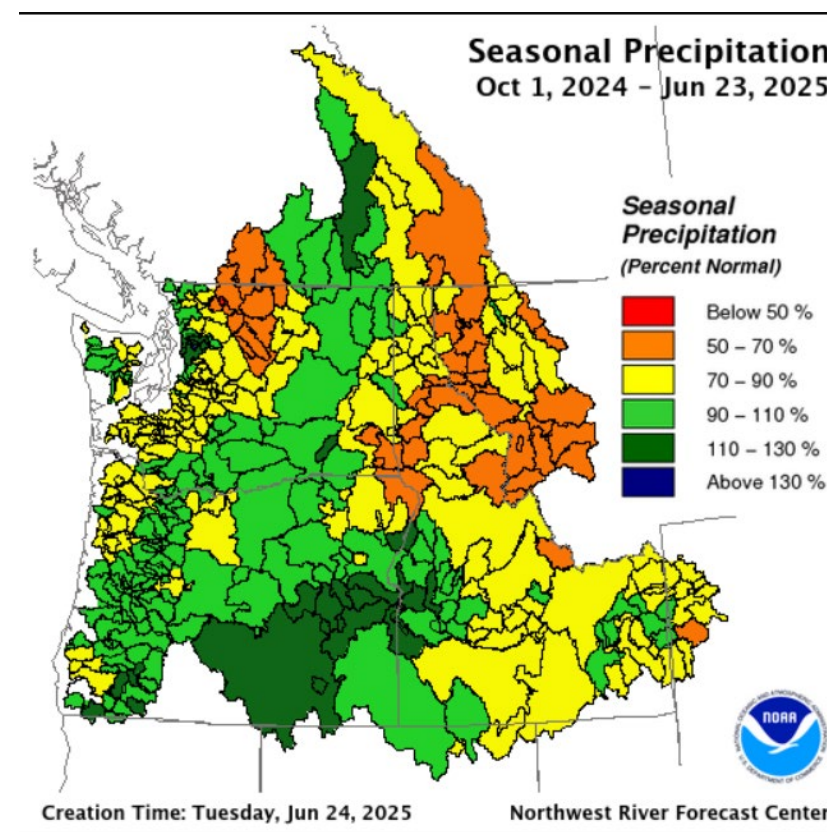 Seasonal Precipitation
Oct 1, 2024 – Jun 23, 2025
Seasonal
Precipitation
(Percent Normal)
Below 50 %
50 – 70 %
70 – 90 %
90 – 110 %
110 – 130 %
Above 130 %
NOAA
Creation Time: Tuesday, Jun 24, 2025
Northwest River Forecast Center